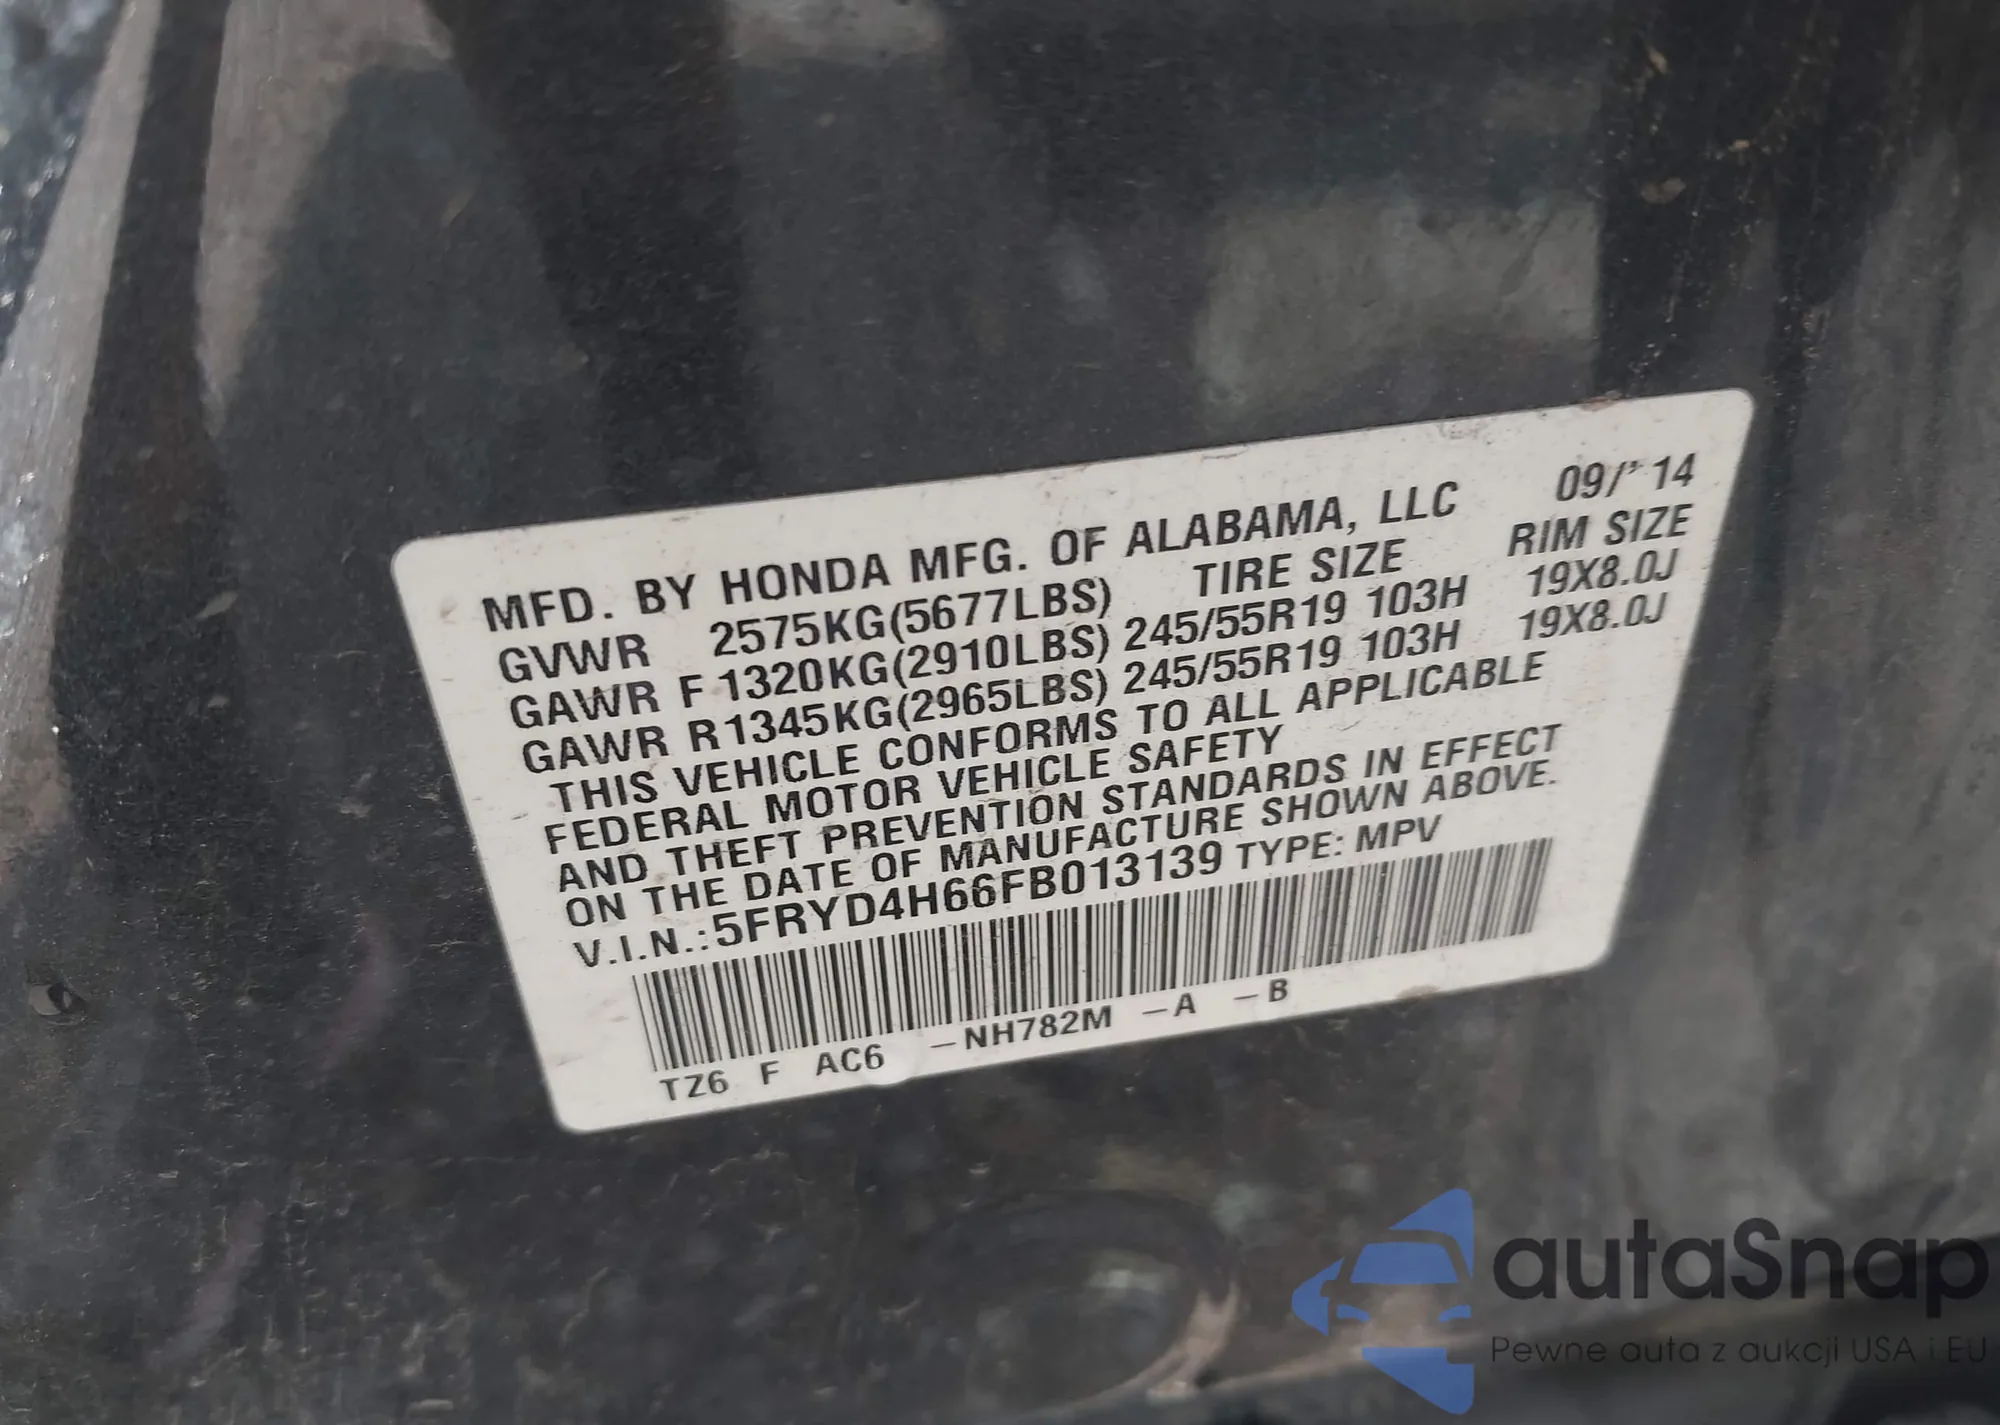 MFD. BY HONDA MFG. OF ALABAMA, LLC 09/'14
GVWR 2575KG(5677LBS) TIRE SIZE RIM SIZE
GAWR F 1320KG(2910LBS) 245/55R19 103H 19X8.0J
GAWR R 1345KG(2965LBS) 245/55R19 103H 19X8.0J
THIS VEHICLE CONFORMS TO ALL APPLICABLE
FEDERAL MOTOR VEHICLE SAFETY
AND THEFT PREVENTION STANDARDS IN EFFECT
ON THE DATE OF MANUFACTURE SHOWN ABOVE.
V.I.N.:5FRYD4H66FB013139 TYPE: MPV
TZ6 F AC6 -NH782M -A -B
autaSnap
Pewne auta z aukcji USA i EU